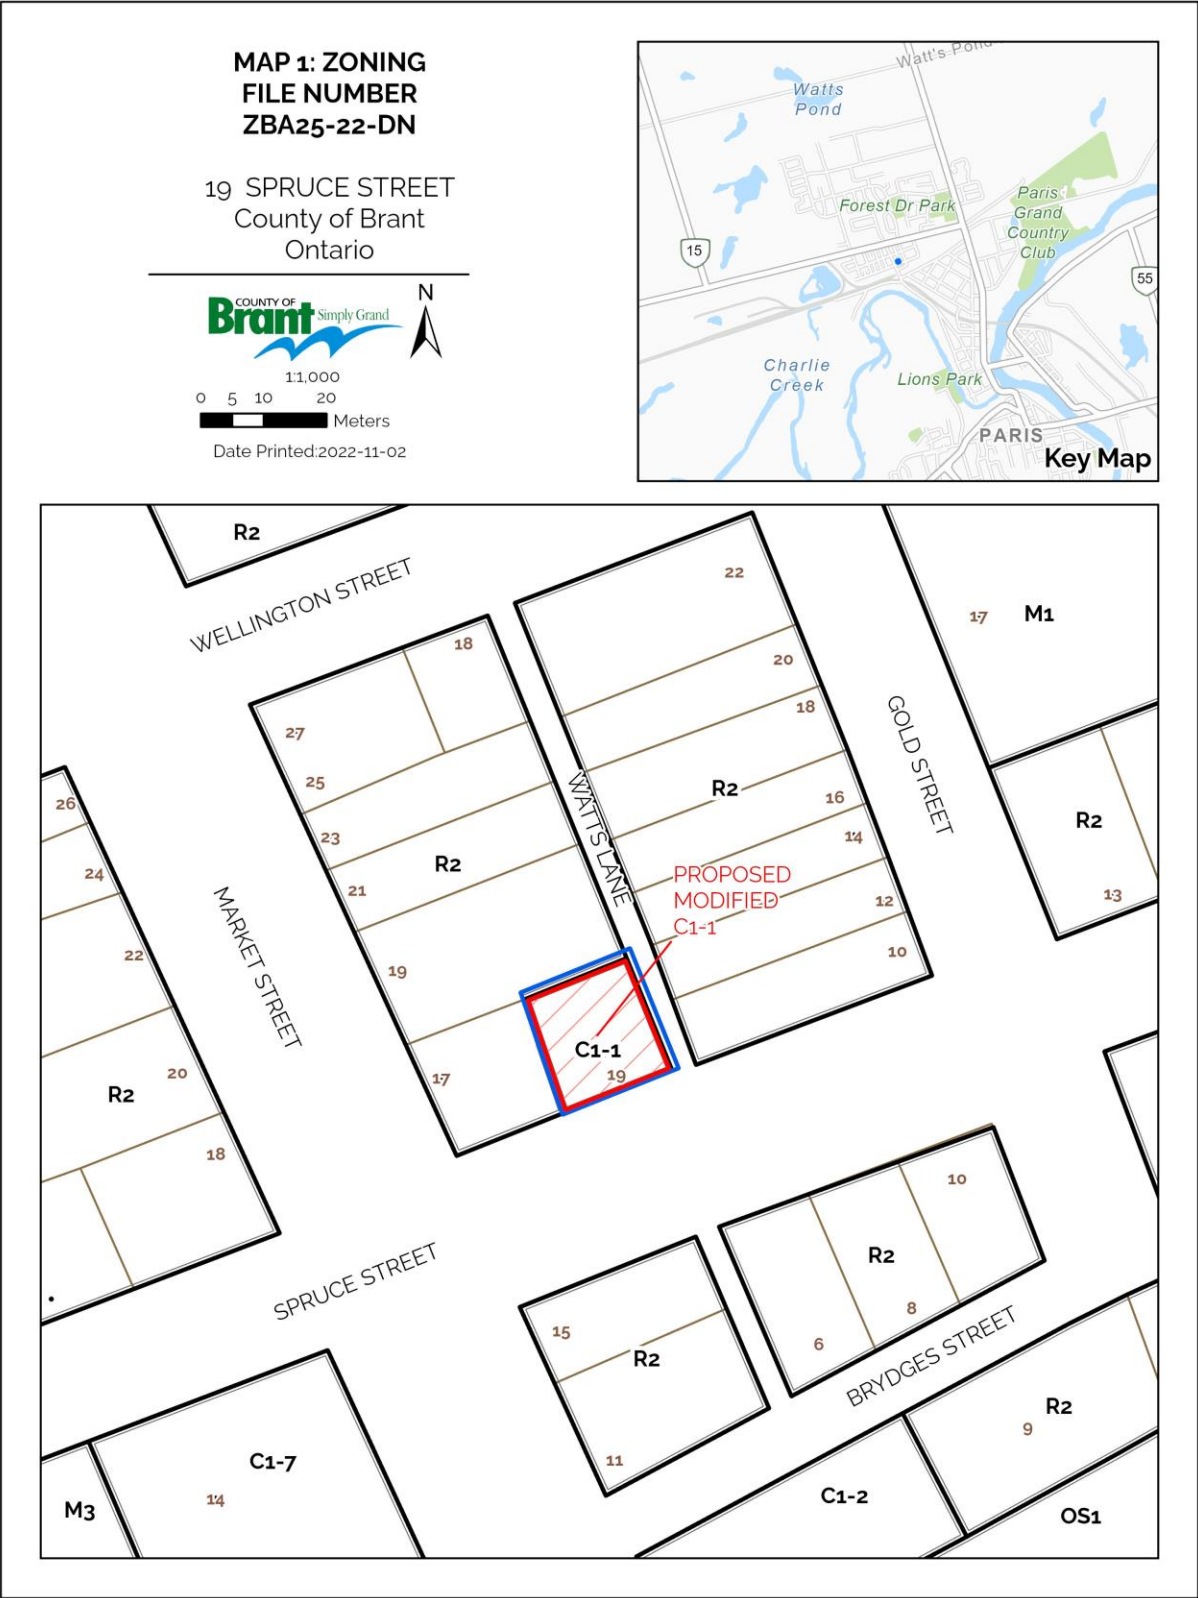 MAP 1: ZONING
FILE NUMBER
ZBA25-22-DN
19 SPRUCE STREET
County of Brant
Ontario
COUNTY OF
Brant Simply Grand
N
1:1,000
0 5 10 20
Meters
Date Printed:2022-11-02
Watt's Pond
Watts
Pond
Forest Dr Park
Paris
Grand
Country
Club
15
55
Charlie
Creek
Lions Park
PARIS
Key Map
R2
WELLINGTON STREET
22
17 M1
18
20
27
18
GOLD STREET
25
WATTS LANE
R2
26
16
23
14
R2
R2
24
21
PROPOSED
MODIFIED
C1-1
13
12
MARKET STREET
22
10
19
C1-1
19
17
20
R2
18
10
R2
SPRUCE STREET
8
15
6
R2
BRYDGES STREET
R2
9
11
C1-7
14
C1-2
M3
OS1